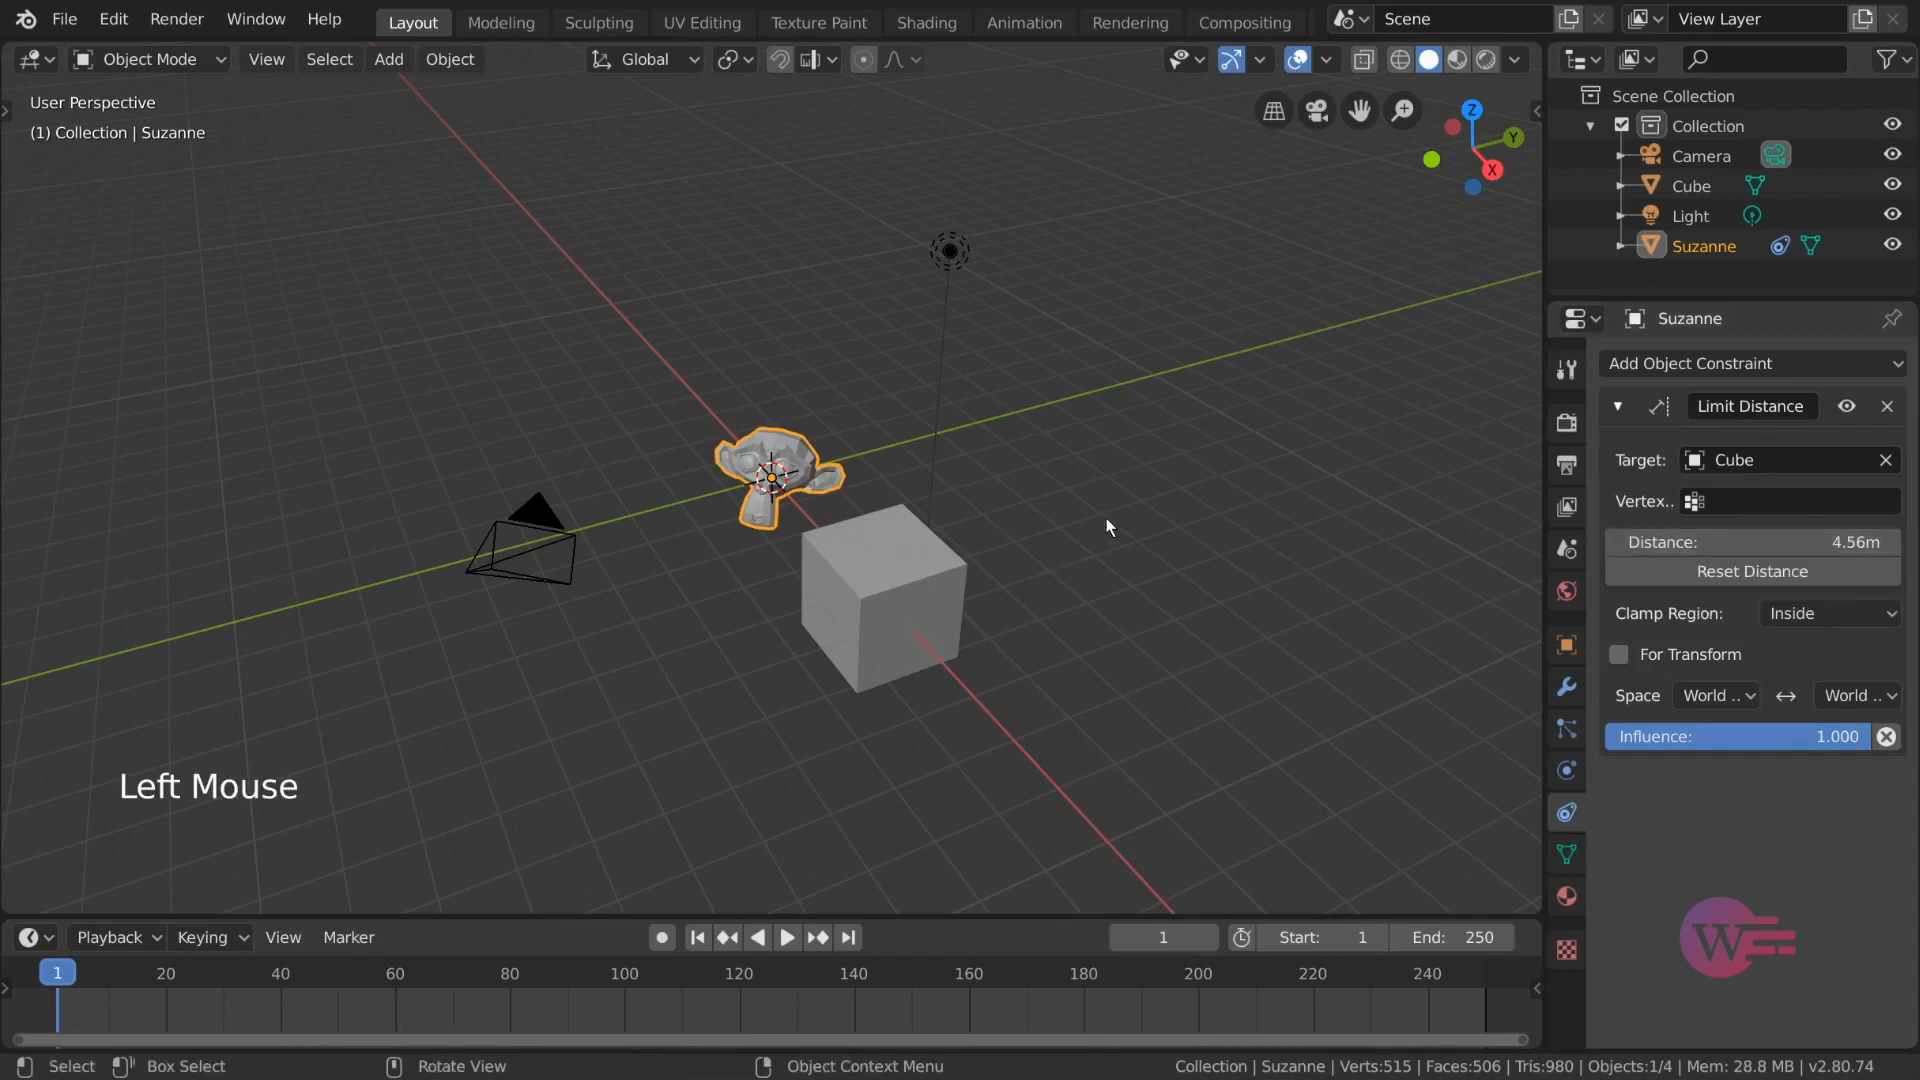 File Edit Render Window Help Layout Modeling Sculpting UV Editing Texture Paint Shading Animation Rendering Compositing Scene View Layer
Object Mode View Select Add Object Global
User Perspective
(1) Collection | Suzanne
Z
Y
X
Scene Collection
Collection
Camera
Cube
Light
Suzanne
Suzanne
Add Object Constraint
Limit Distance
Target: Cube
Vertex..
Distance: 4.56m
Reset Distance
Clamp Region: Inside
For Transform
Space World .. World ..
Influence: 1.000
Left Mouse
W
Playback Keying View Marker 1 Start: 1 End: 250
1 20 40 60 80 100 120 140 160 180 200 220 240
Select Box Select Rotate View Object Context Menu Collection | Suzanne | Verts:515 | Faces:506 | Tris:980 | Objects:1/4 | Mem: 28.8 MB | v2.80.74